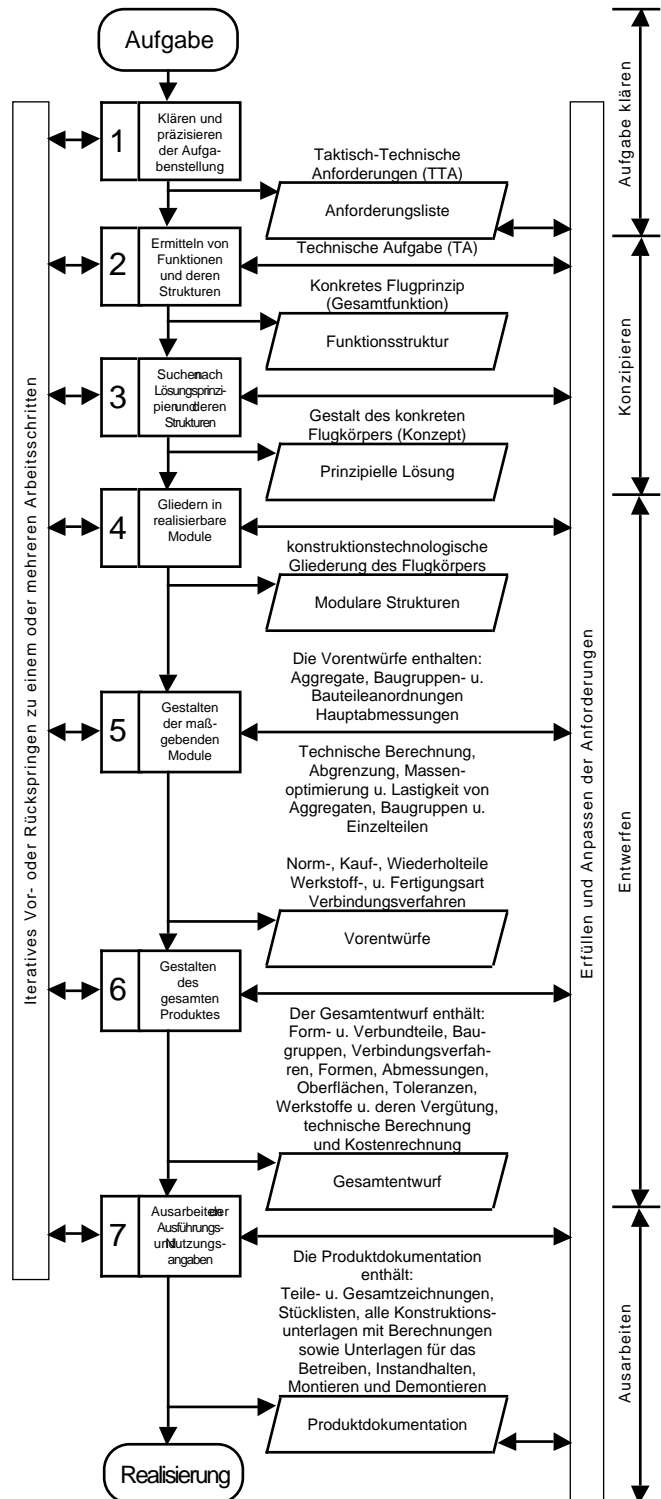 Aufgabe
1
Klären und
präzisieren
der Aufga-
benstellung
Taktisch-Technische
Anforderungen (TTA)
Anforderungsliste
2
Ermitteln von
Funktionen
und deren
Strukturen
Technische Aufgabe (TA)
Konkretes Flugprinzip
(Gesamtfunktion)
Funktionsstruktur
3
Suchen nach
Lösungsprinzi-
pien und deren
Strukturen
Gestalt des konkreten
Flugkörpers (Konzept)
Prinzipielle Lösung
4
Gliedern in
realisierbare
Module
konstruktionstechnologische
Gliederung des Flugkörpers
Modulare Strukturen
Die Vorentwürfe enthalten:
Aggregate, Baugruppen- u.
Bauteileanordnungen
Hauptabmessungen
5
Gestalten
der maß-
gebenden
Module
Technische Berechnung,
Abgrenzung, Massen-
optimierung u. Lastigkeit von
Aggregaten, Baugruppen u.
Einzelteilen
Norm-, Kauf-, Wiederholteile
Werkstoff-, u. Fertigungsart
Verbindungsverfahren
Vorentwürfe
6
Gestalten
des
gesamten
Produktes
Der Gesamtentwurf enthält:
Form- u. Verbundteile, Bau-
gruppen, Verbindungsverfah-
ren, Formen, Abmessungen,
Oberflächen, Toleranzen,
Werkstoffe u. deren Vergütung,
technische Berechnung
und Kostenrechnung
Gesamtentwurf
7
Ausarbeiten der
Ausführungs-
und Nutzungs-
angaben
Die Produktdokumentation
enthält:
Teile- u. Gesamtzeichnungen,
Stücklisten, alle Konstruktions-
unterlagen mit Berechnungen
sowie Unterlagen für das
Betreiben, Instandhalten,
Montieren und Demontieren
Produktdokumentation
Realisierung
Iteratives Vor- oder Rückspringen zu einem oder mehreren Arbeitsschritten
Erfüllen und Anpassen der Anforderungen
Aufgabe klären
Konzipieren
Entwerfen
Ausarbeiten